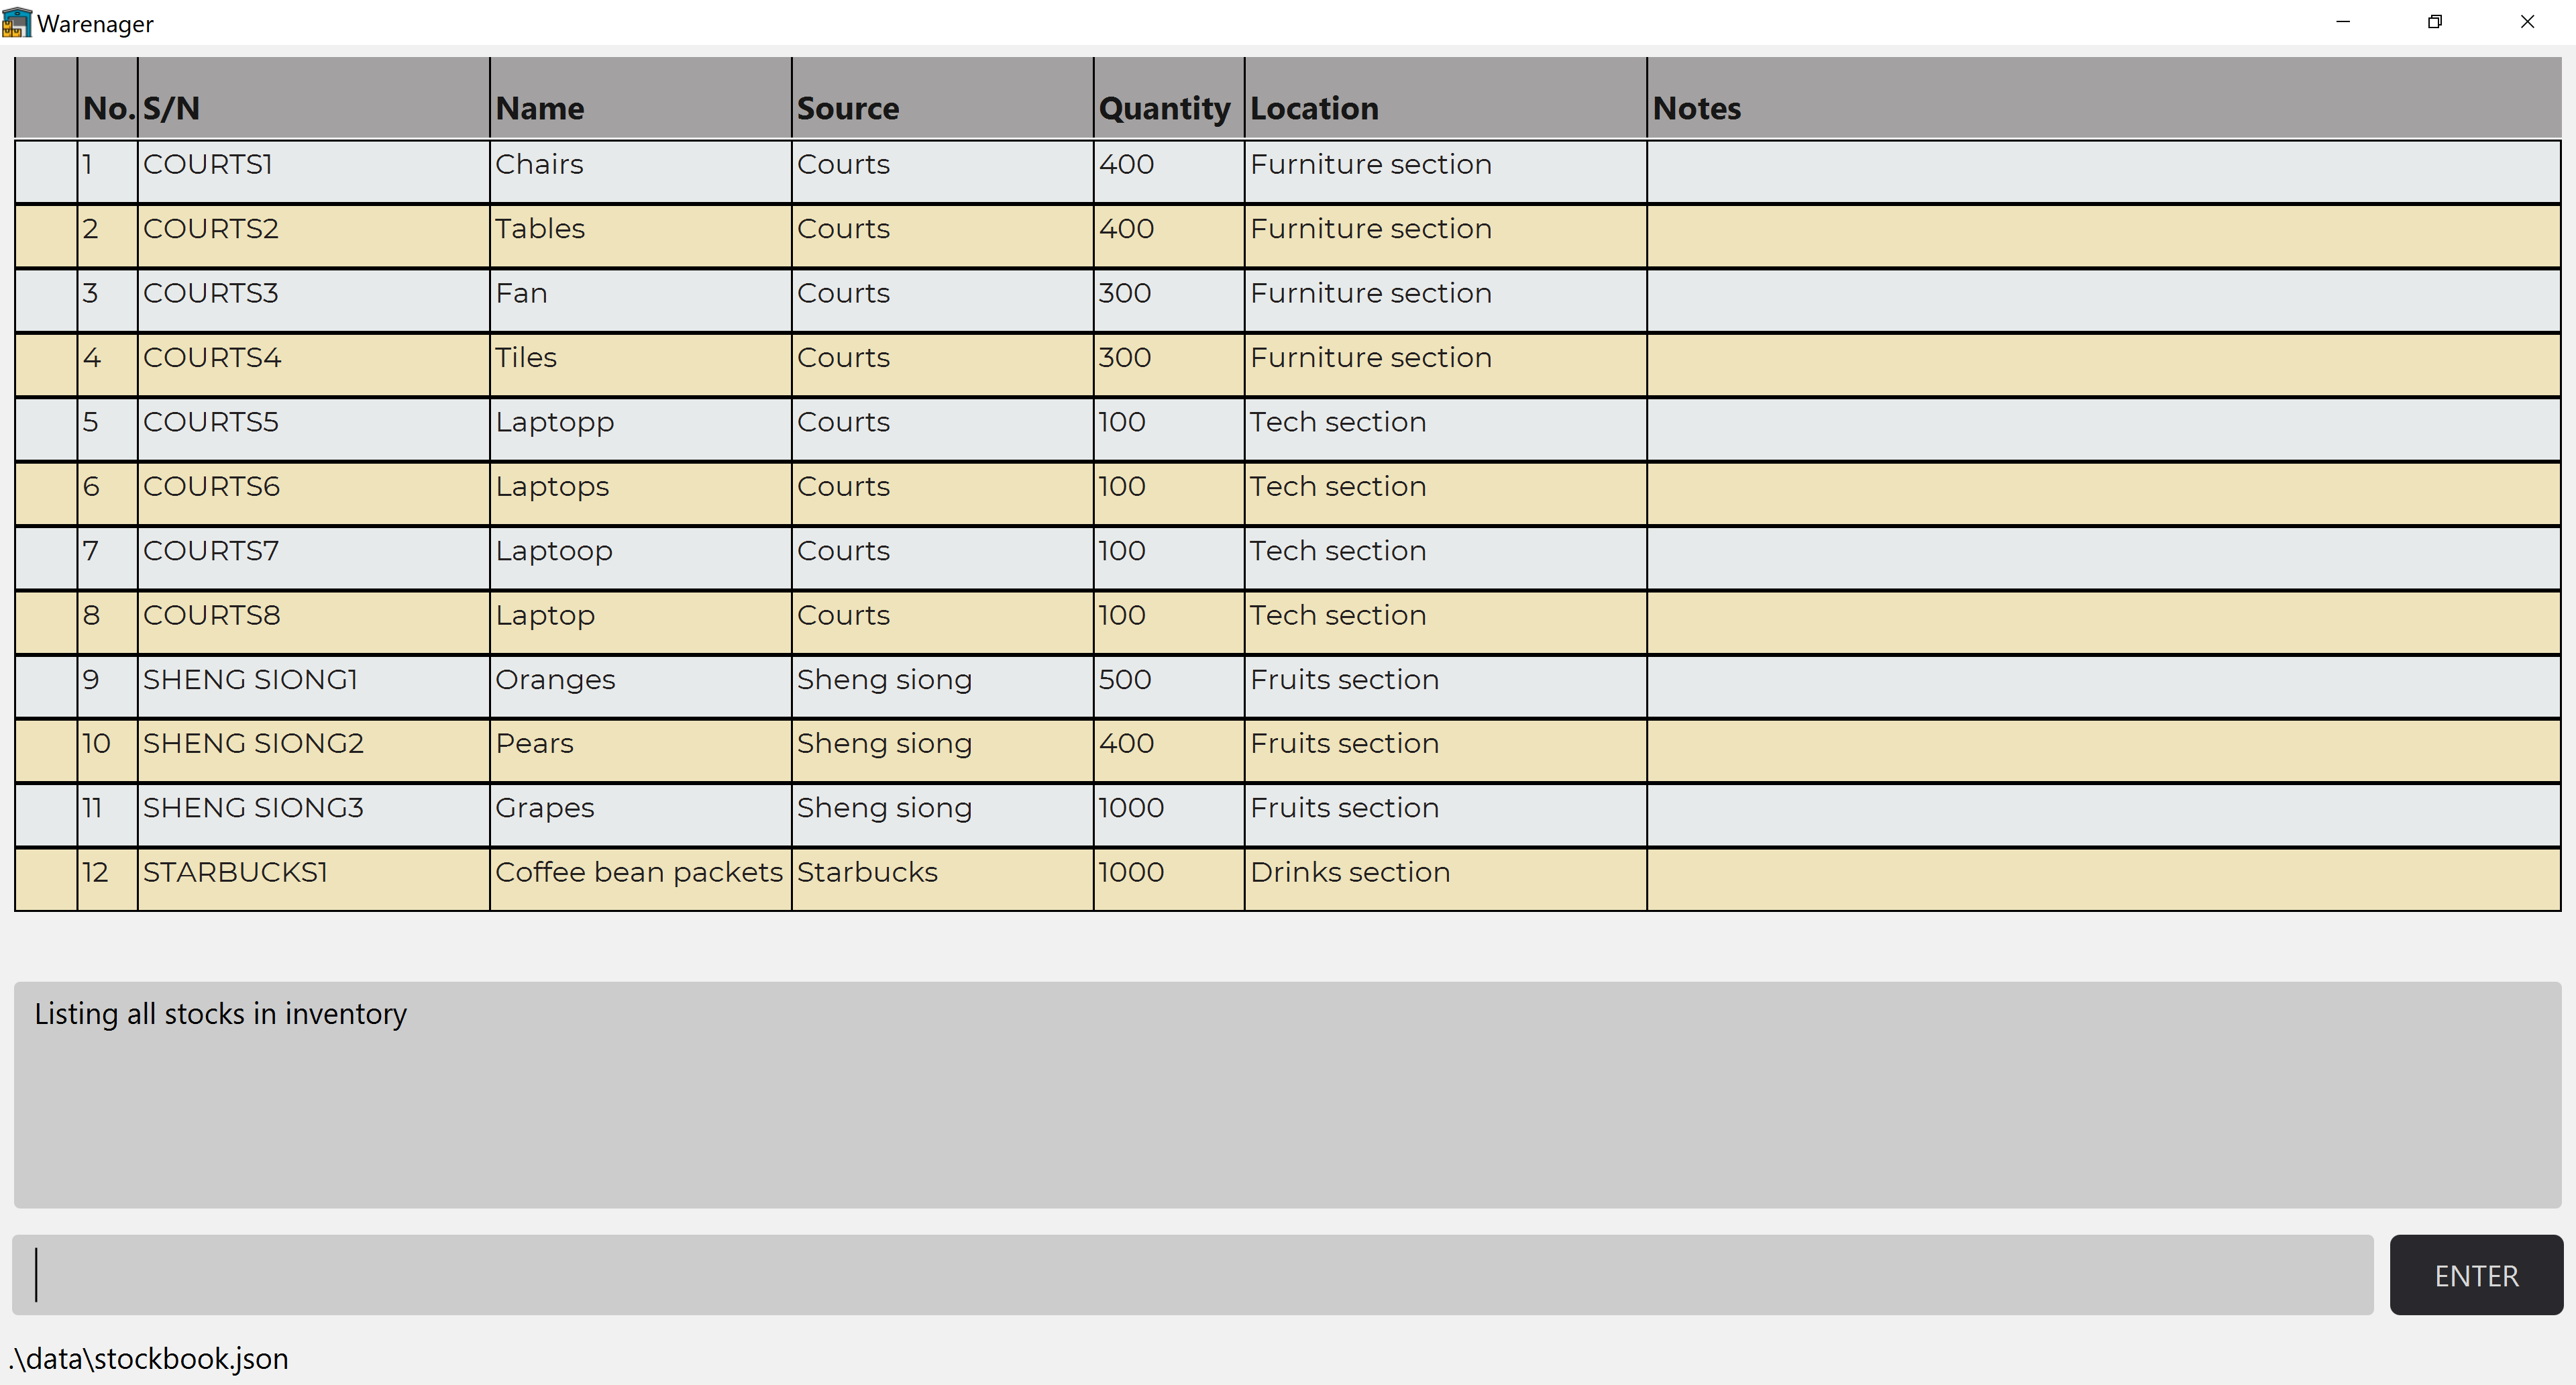 Warenager
No. S/N Name Source Quantity Location Notes
1 COURTS1 Chairs Courts 400 Furniture section
2 COURTS2 Tables Courts 400 Furniture section
3 COURTS3 Fan Courts 300 Furniture section
4 COURTS4 Tiles Courts 300 Furniture section
5 COURTS5 Laptopp Courts 100 Tech section
6 COURTS6 Laptops Courts 100 Tech section
7 COURTS7 Laptoop Courts 100 Tech section
8 COURTS8 Laptop Courts 100 Tech section
9 SHENG SIONG1 Oranges Sheng siong 500 Fruits section
10 SHENG SIONG2 Pears Sheng siong 400 Fruits section
11 SHENG SIONG3 Grapes Sheng siong 1000 Fruits section
12 STARBUCKS1 Coffee bean packets Starbucks 1000 Drinks section
Listing all stocks in inventory
ENTER
.\data\stockbook.json